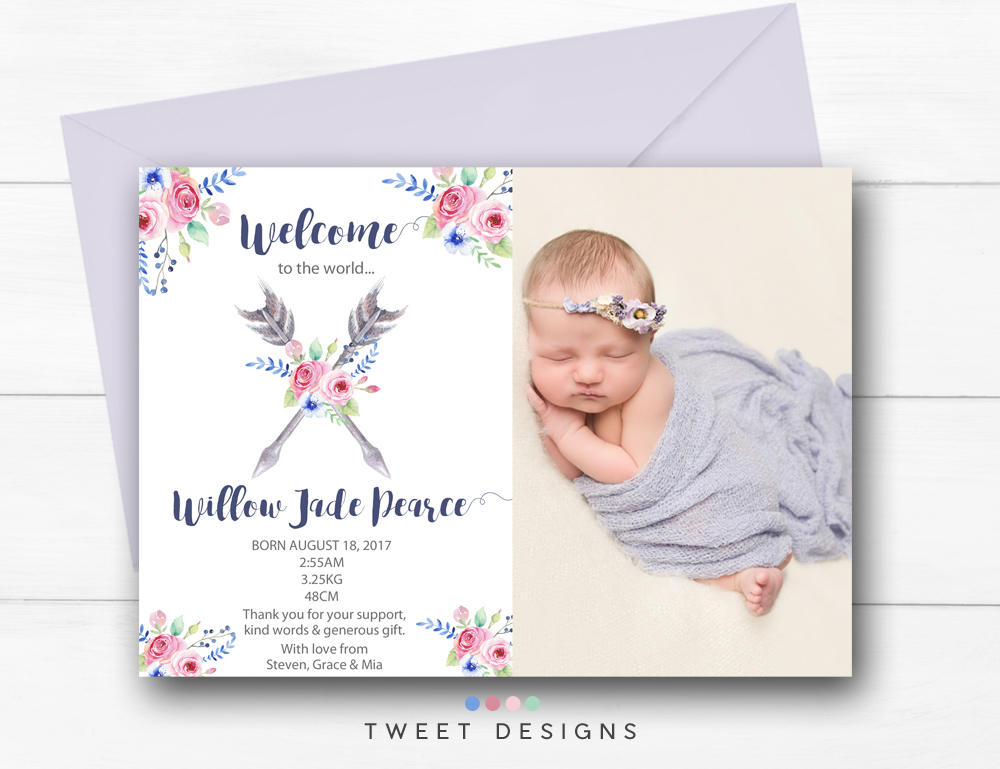 Welcome
to the world...
Willow Jade Pearce
BORN AUGUST 18, 2017
2:55AM
3.25KG
48CM
Thank you for your support,
kind words & generous gift.
With love from
Steven, Grace & Mia
TWEET DESIGNS